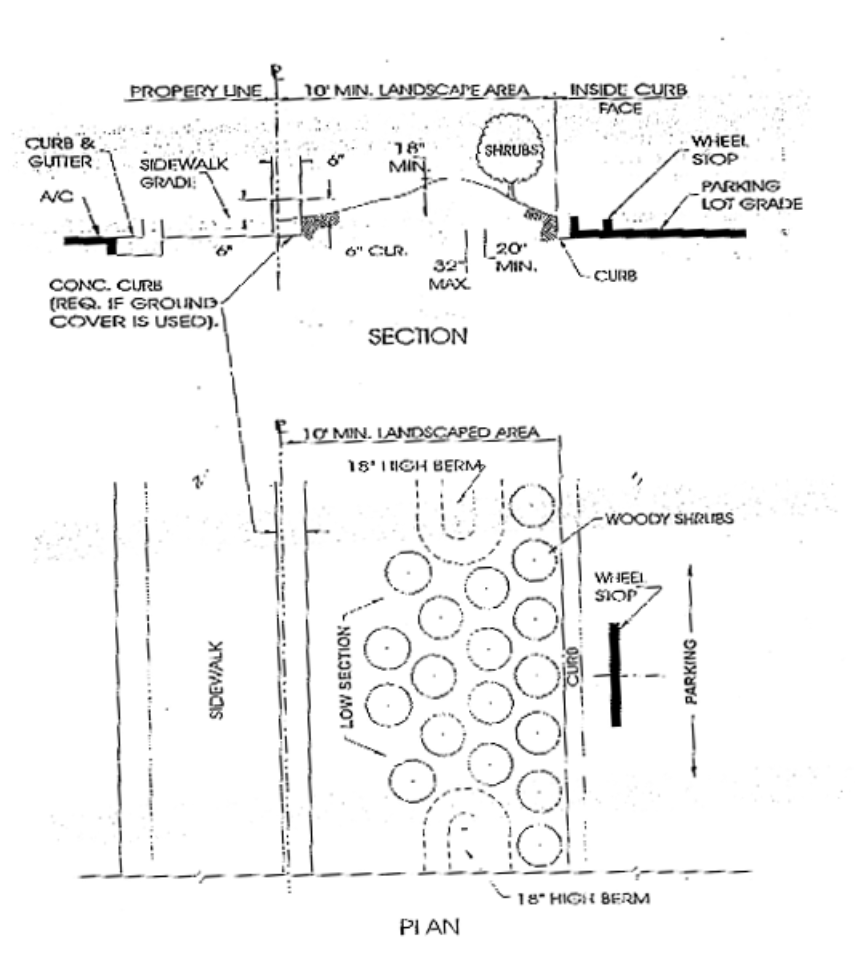 PROPERY LINE
10' MIN. LANDSCAPE AREA
INSIDE CURB
FACE
CURB &
GUTTER
SIDEWALK
GRADE
A/C
6"
18"
MIN.
SHRUBS
WHEEL
STOP
PARKING
LOT GRADE
6"
6" CLR.
32"
MAX.
20"
MIN.
CURB
CONC. CURB
(REQ. IF GROUND
COVER IS USED).
SECTION
10' MIN. LANDSCAPED AREA
18" HIGH BERM
WOODY SHRUBS
WHEEL
STOP
SIDEWALK
LOW SECTION
CURB
PARKING
18" HIGH BERM
PLAN